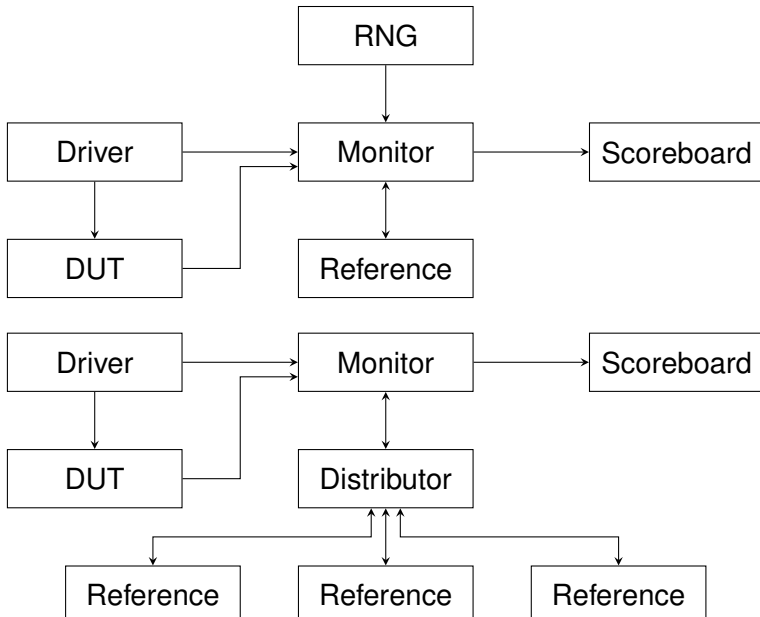 RNG
Driver
Monitor
Scoreboard
DUT
Reference
Driver
Monitor
Scoreboard
DUT
Distributor
Reference
Reference
Reference